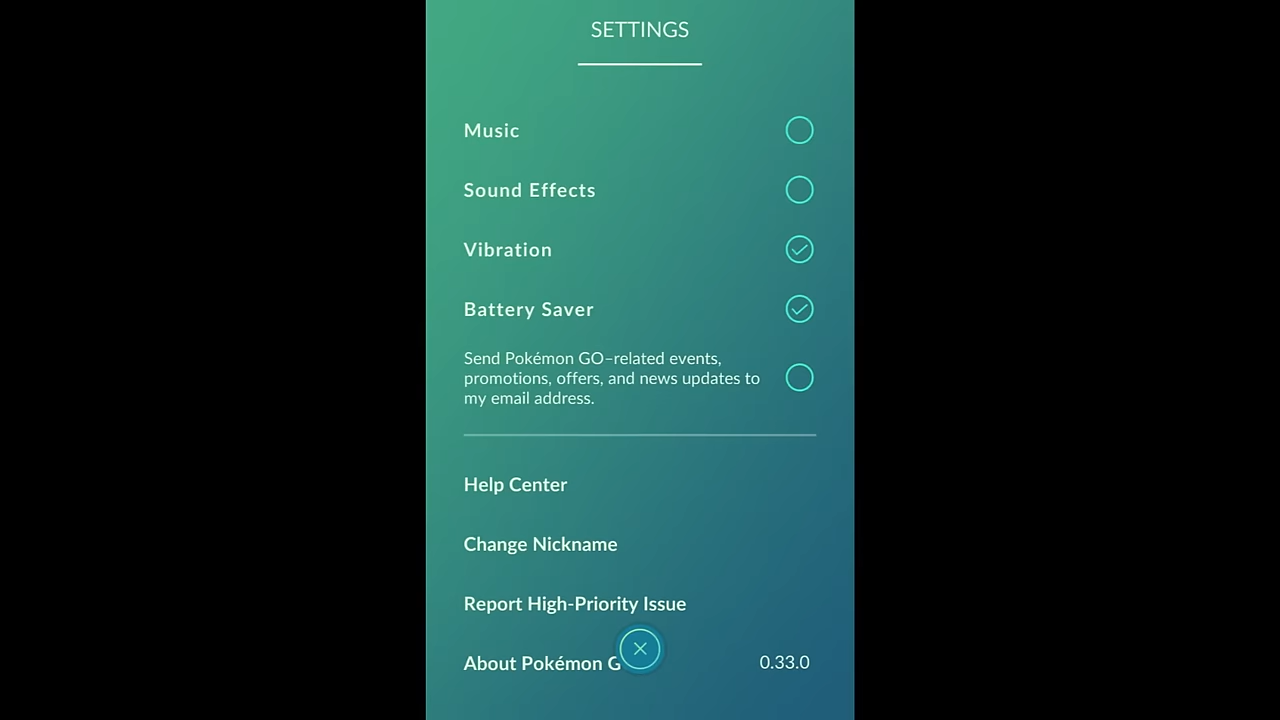 SETTINGS
Music
Sound Effects
Vibration
Battery Saver
Send Pokémon GO–related events,
promotions, offers, and news updates to
my email address.
Help Center
Change Nickname
Report High-Priority Issue
About Pokémon G 0.33.0